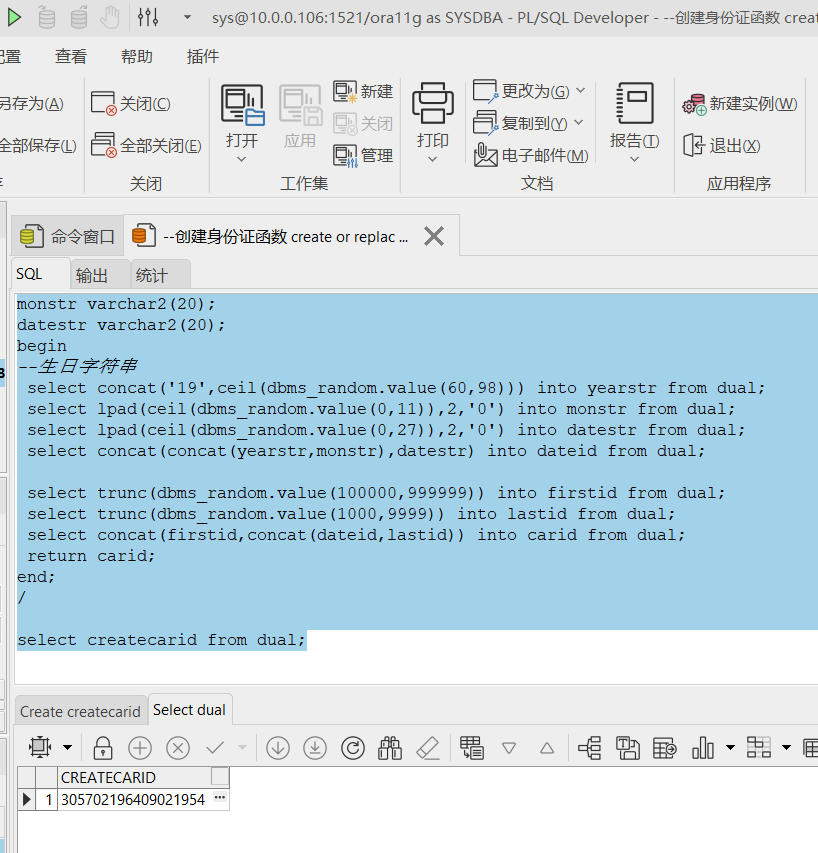 sys@10.0.0.106:1521/ora11g as SYSDBA - PL/SQL Developer - --创建身份证函数 creat
配置 查看 帮助 插件
另存为(A) 关闭(C) 打开 应用 新建 打印 更改为(G) 报告(T) 新建实例(W)
全部保存(L) 全部关闭(E) 关闭 复制到(Y) 退出(X)
管理 电子邮件(M)
存 关闭 工作集 文档 应用程序
命令窗口 --创建身份证函数 create or replac ...
SQL 输出 统计
monstr varchar2(20);
datestr varchar2(20);
begin
--生日字符串
select concat('19',ceil(dbms_random.value(60,98))) into yearstr from dual;
select lpad(ceil(dbms_random.value(0,11)),2,'0') into monstr from dual;
select lpad(ceil(dbms_random.value(0,27)),2,'0') into datestr from dual;
select concat(concat(yearstr,monstr),datestr) into dateid from dual;
select trunc(dbms_random.value(100000,999999)) into firstid from dual;
select trunc(dbms_random.value(1000,9999)) into lastid from dual;
select concat(firstid,concat(dateid,lastid)) into carid from dual;
return carid;
end;
/
select createcarid from dual;
Create createcarid Select dual
CREATECARID
1 305702196409021954 ...